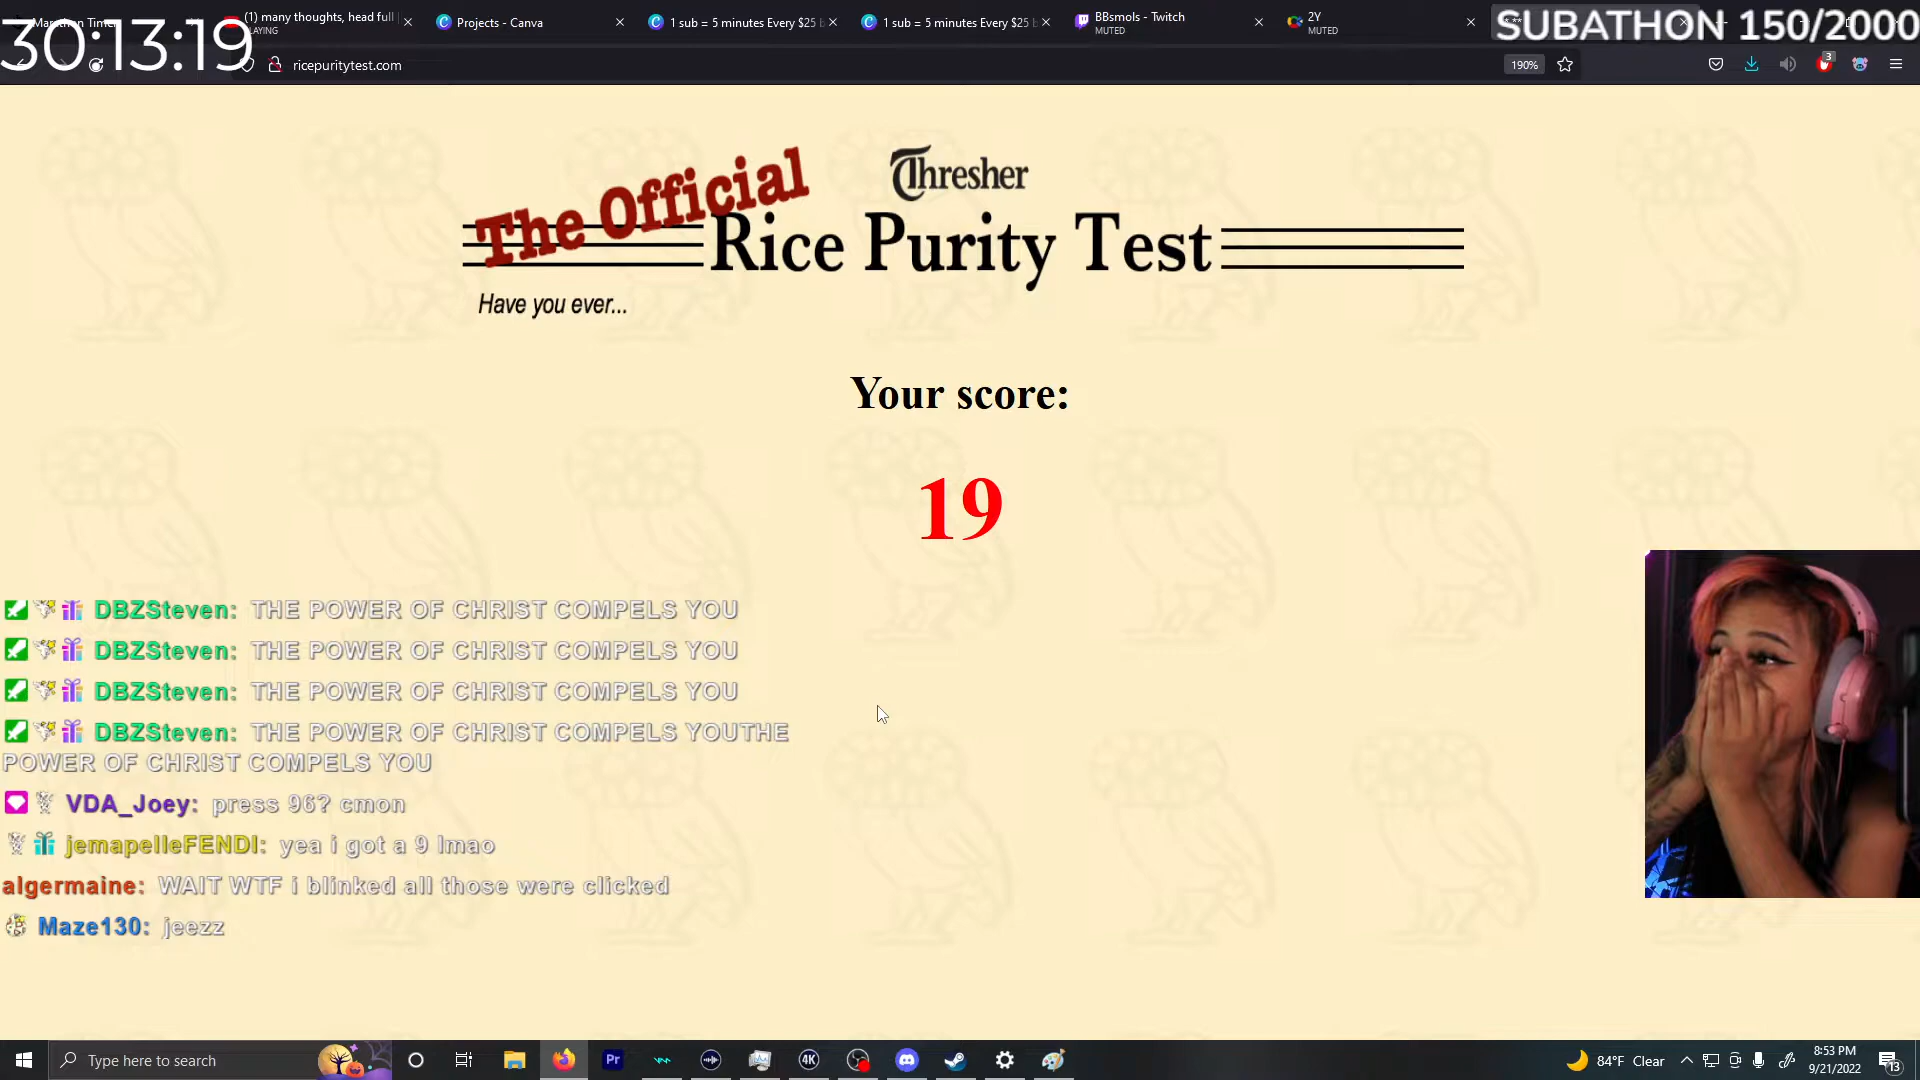 30:13:19
SUBATHON 150/2000
(1) many thoughts, head full
Projects - Canva
1 sub = 5 minutes Every $25 b
1 sub = 5 minutes Every $25 b
BBsmols - Twitch
MUTED
2Y
MUTED
ricepuritytest.com
190%
3
The Official
Thresher
Rice Purity Test
Have you ever...
Your score:
19
DBZSteven: THE POWER OF CHRIST COMPELS YOU
DBZSteven: THE POWER OF CHRIST COMPELS YOU
DBZSteven: THE POWER OF CHRIST COMPELS YOU
DBZSteven: THE POWER OF CHRIST COMPELS YOUTHE
POWER OF CHRIST COMPELS YOU
VDA_Joey: press 96? cmon
jemapelleFENDI: yea i got a 9 lmao
algermaine: WAIT WTF i blinked all those were clicked
Maze130: jeezz
Type here to search
Pr
4K
84°F Clear
8:53 PM
9/21/2022
13